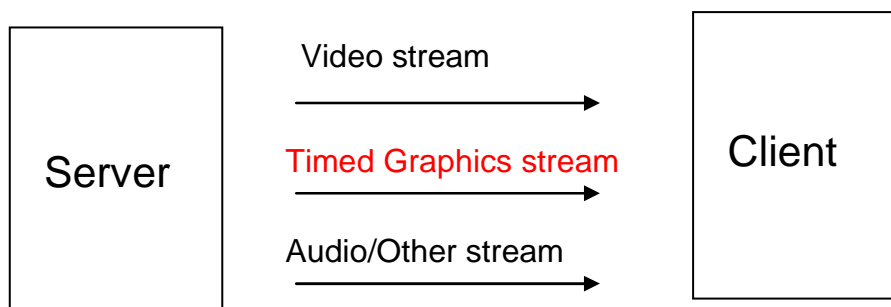 Server
Video stream
Timed Graphics stream
Audio/Other stream
Client